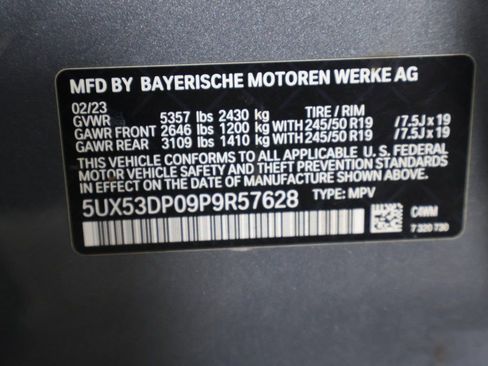 MFD BY BAYERISCHE MOTOREN WERKE AG
02/23
GVWR 5357 lbs 2430 kg TIRE / RIM
GAWR FRONT 2646 lbs 1200 kg WITH 245/50 R19 /7.5J x 19
GAWR REAR 3109 lbs 1410 kg WITH 245/50 R19 /7.5J x 19
THIS VEHICLE CONFORMS TO ALL APPLICABLE U. S. FEDERAL
MOTOR VEHICLE SAFETY AND THEFT PREVENTION STANDARDS
IN EFFECT ON THE DATE OF MANUFACTURE SHOWN ABOVE.
5UX53DP09P9R57628 TYPE: MPV
C4WM
7 320 730